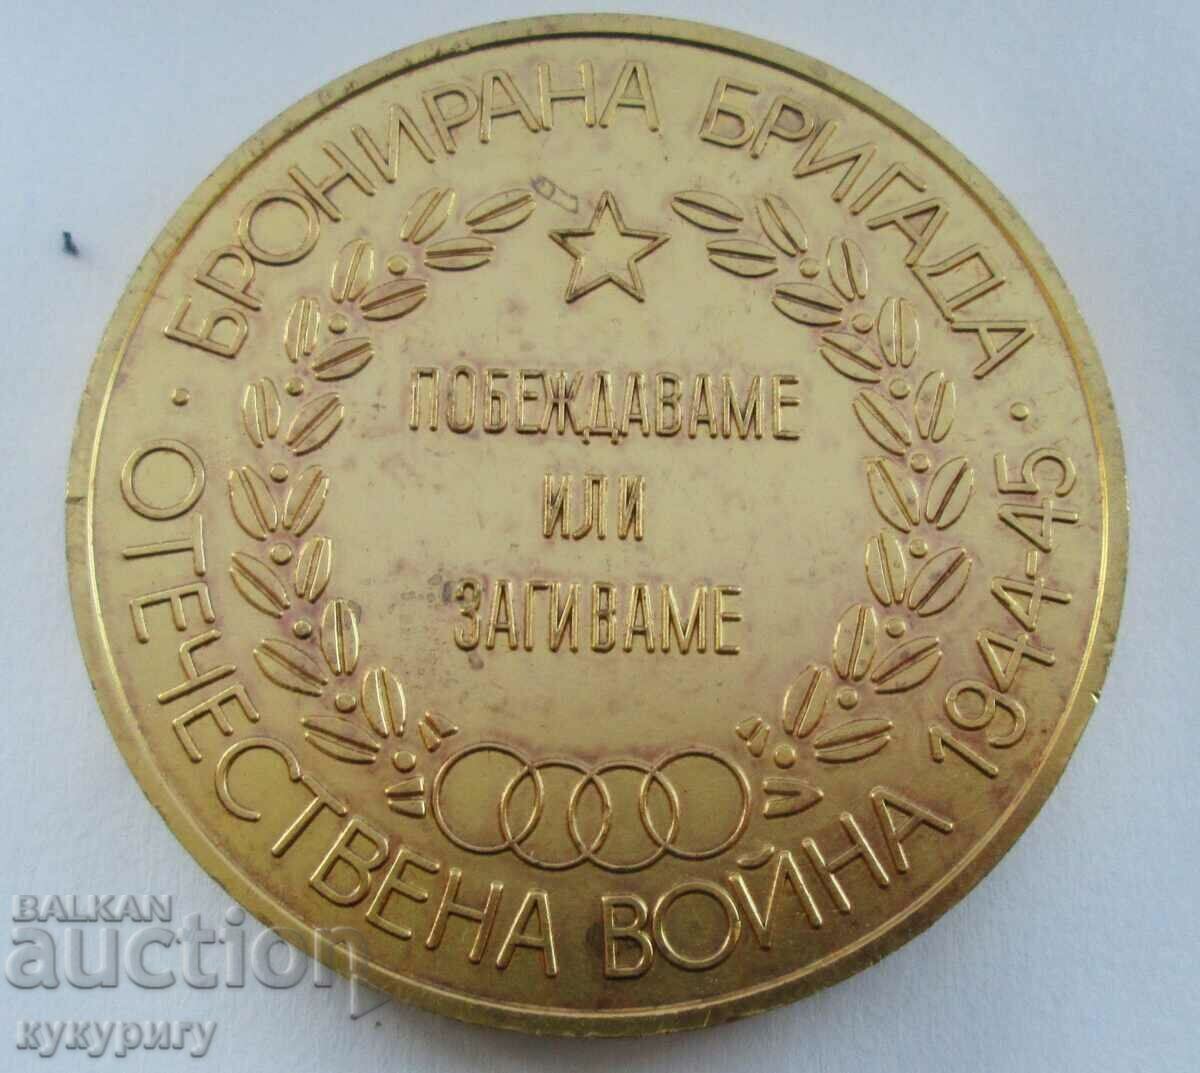 · БРОНИРАНА БРИГАДА ·
ПОБЕЖДАВАМЕ
ИЛИ
ЗАГИВАМЕ
ОТЕЧЕСТВЕНА ВОЙНА 1944-45
BALKAN
auction
кукуригу